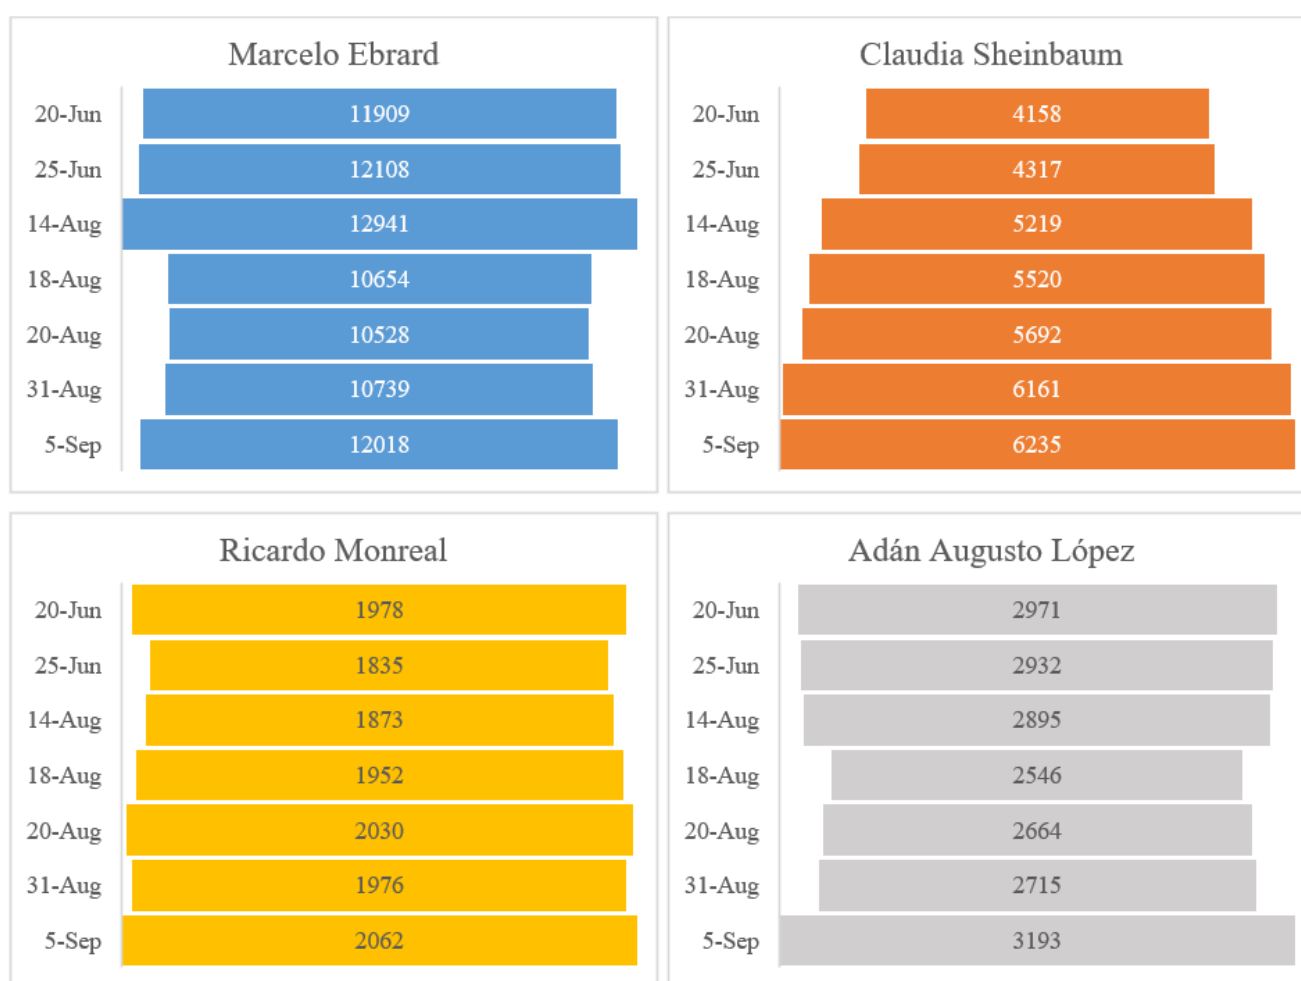 Marcelo Ebrard
20-Jun 11909
25-Jun 12108
14-Aug 12941
18-Aug 10654
20-Aug 10528
31-Aug 10739
5-Sep 12018
Claudia Sheinbaum
20-Jun 4158
25-Jun 4317
14-Aug 5219
18-Aug 5520
20-Aug 5692
31-Aug 6161
5-Sep 6235
Ricardo Monreal
20-Jun 1978
25-Jun 1835
14-Aug 1873
18-Aug 1952
20-Aug 2030
31-Aug 1976
5-Sep 2062
Adán Augusto López
20-Jun 2971
25-Jun 2932
14-Aug 2895
18-Aug 2546
20-Aug 2664
31-Aug 2715
5-Sep 3193